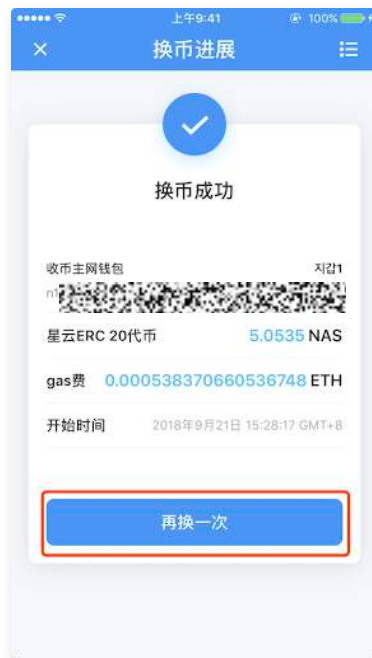 上午9:41 100%
换币进展
换币成功
收币主网钱包 지갑1
n1
星云ERC 20代币 5.0535 NAS
gas费 0.000538370660536748 ETH
开始时间 2018年9月21日 15:28:17 GMT+8
再换一次